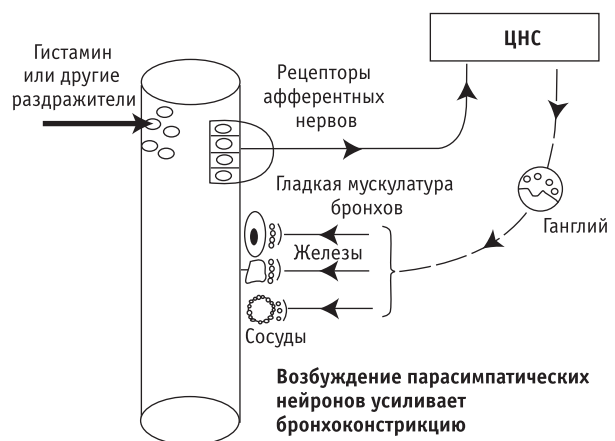 ЦНС
Гистамин
или другие
раздражители
Рецепторы
афферентных
нервов
Гладкая мускулатура
бронхов
Ганглий
Железы
Сосуды
Возбуждение парасимпатических
нейронов усиливает
бронхоконстрикцию